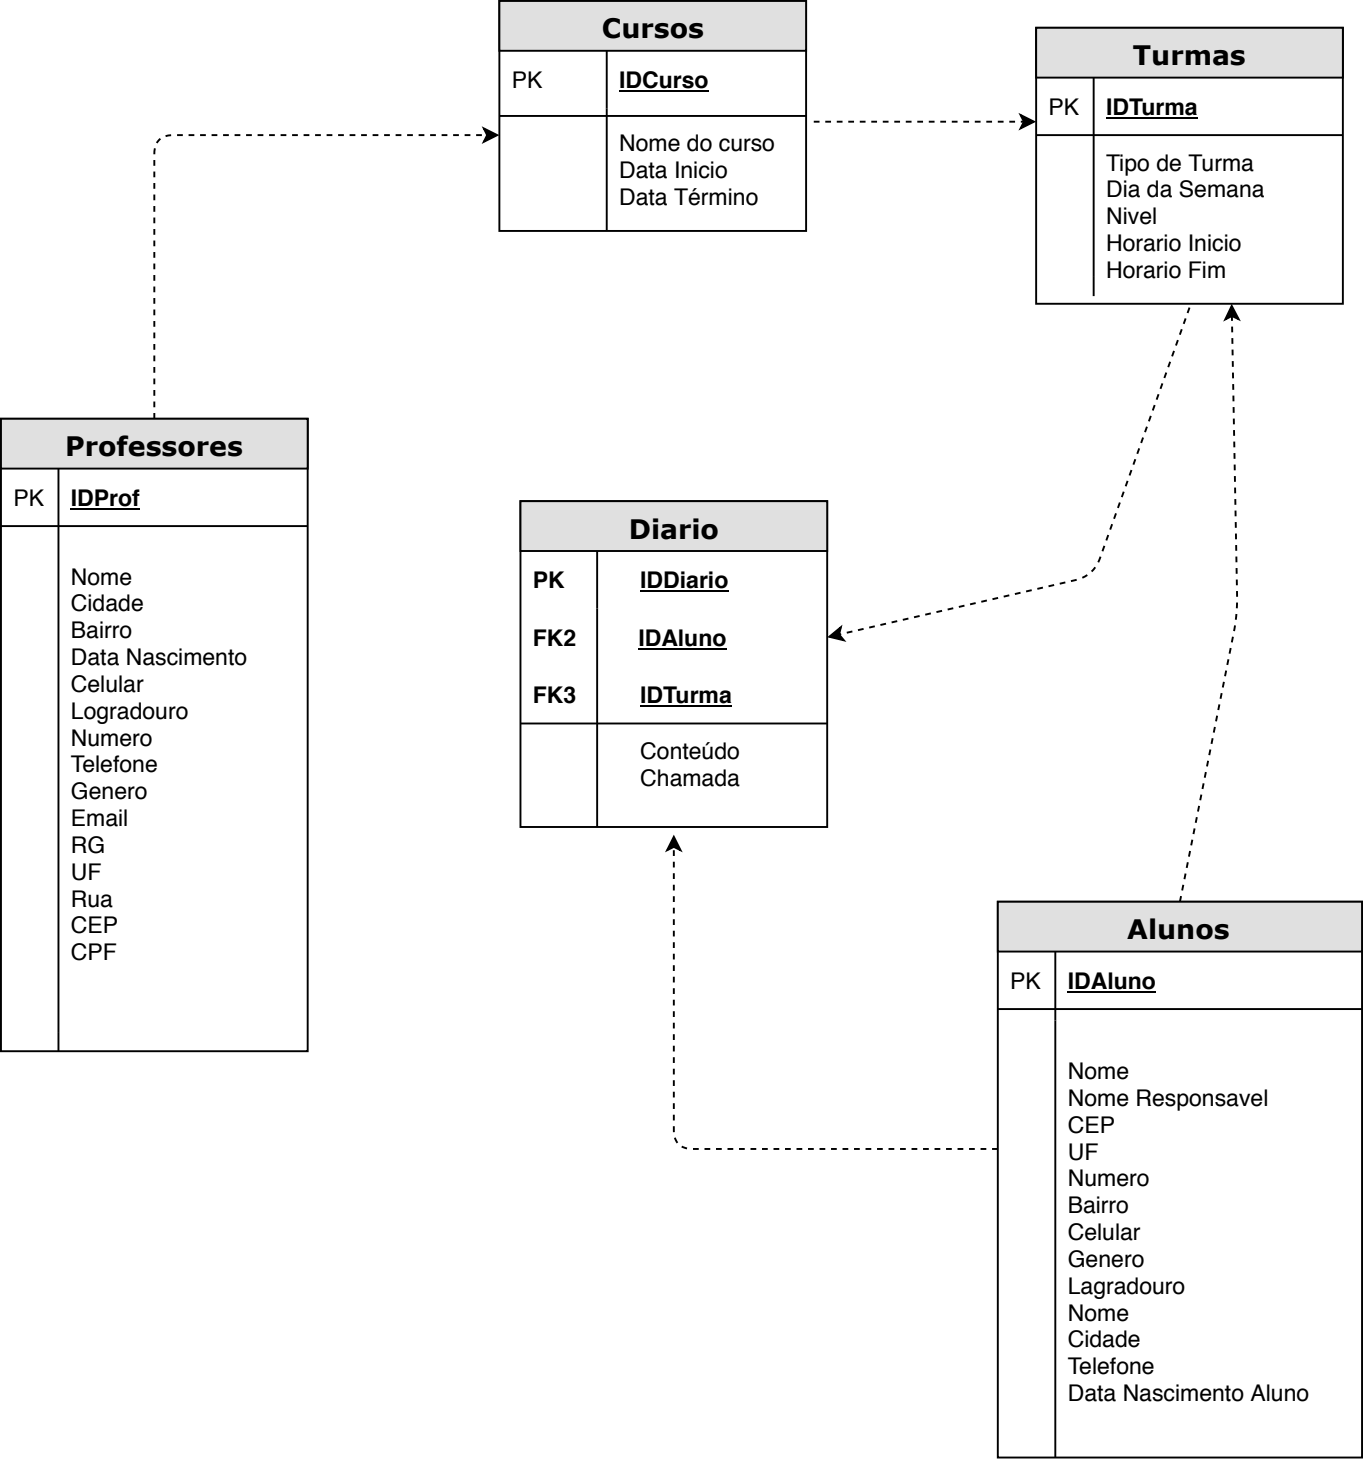 Cursos
PK IDCurso
Nome do curso
Data Inicio
Data Término
Turmas
PK IDTurma
Tipo de Turma
Dia da Semana
Nivel
Horario Inicio
Horario Fim
Professores
PK IDProf
Nome
Cidade
Bairro
Data Nascimento
Celular
Logradouro
Numero
Telefone
Genero
Email
RG
UF
Rua
CEP
CPF
Diario
PK IDDiario
FK2 IDAluno
FK3 IDTurma
Conteúdo
Chamada
Alunos
PK IDAluno
Nome
Nome Responsavel
CEP
UF
Numero
Bairro
Celular
Genero
Lagradouro
Nome
Cidade
Telefone
Data Nascimento Aluno